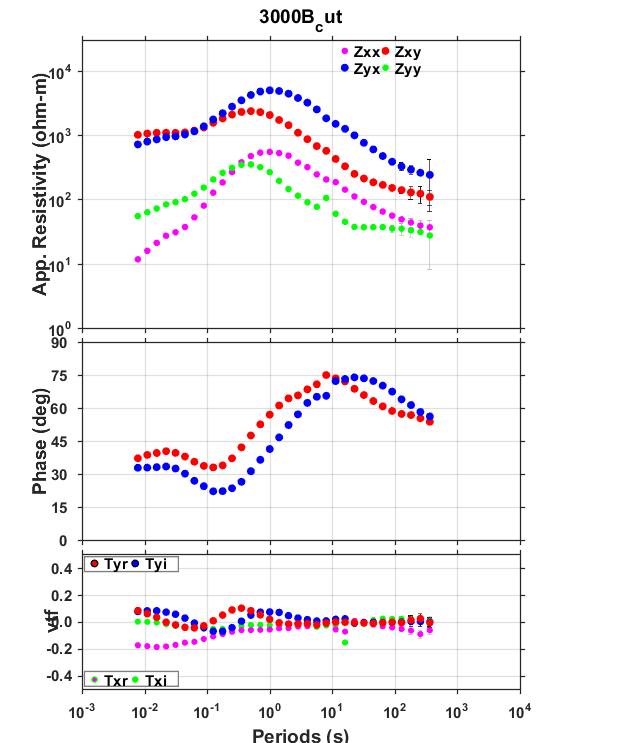 3000B_cut
Zxx Zxy
Zyx Zyy
App. Resistivity (ohm-m)
10^4
10^3
10^2
10^1
10^0
Phase (deg)
90
75
60
45
30
15
0
Tyr Tyi
vtf
0.4
0.2
0.0
-0.2
-0.4
Txr Txi
10^-3 10^-2 10^-1 10^0 10^1 10^2 10^3 10^4
Periods (s)